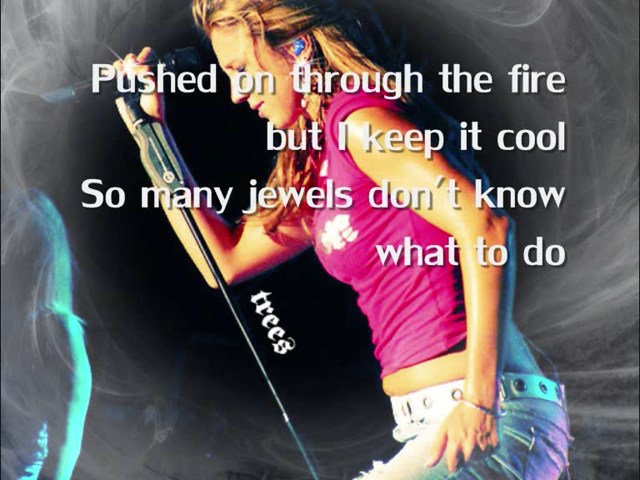 Pushed on through the fire
but I keep it cool
So many jewels don't know
what to do
trees